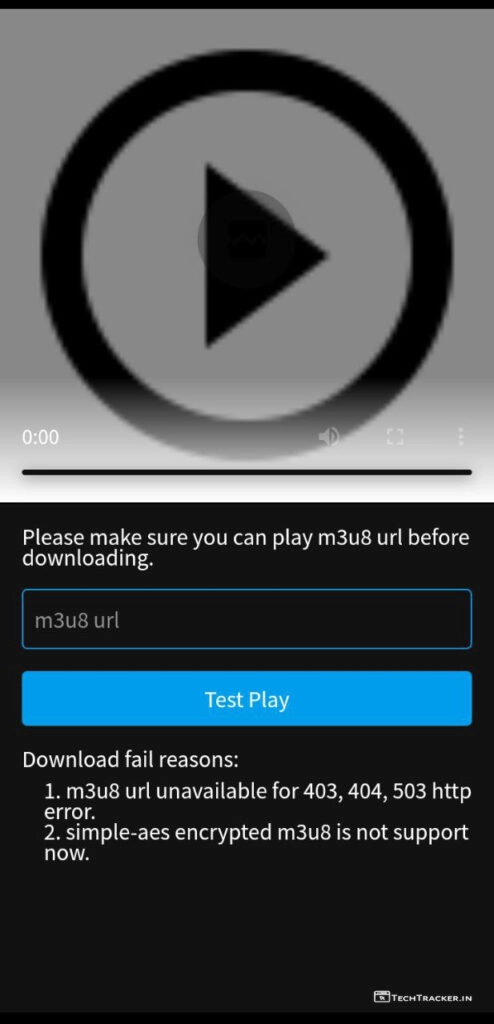 0:00
Please make sure you can play m3u8 url before
downloading.
m3u8 url
Test Play
Download fail reasons:
1. m3u8 url unavailable for 403, 404, 503 http
error.
2. simple-aes encrypted m3u8 is not support
now.
TECHTRACKER.IN